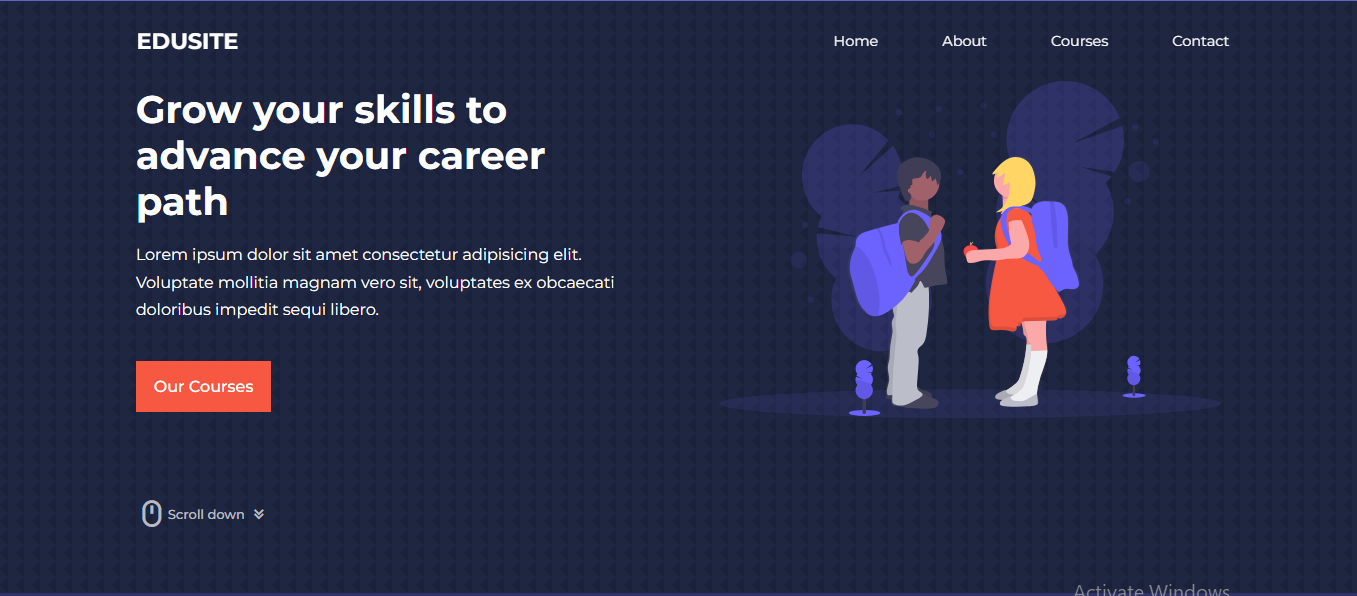 EDUSITE
Home About Courses Contact
Grow your skills to
advance your career
path
Lorem ipsum dolor sit amet consectetur adipisicing elit.
Voluptate mollitia magnam vero sit, voluptates ex obcaecati
doloribus impedit sequi libero.
Our Courses
Scroll down
Activate Windows